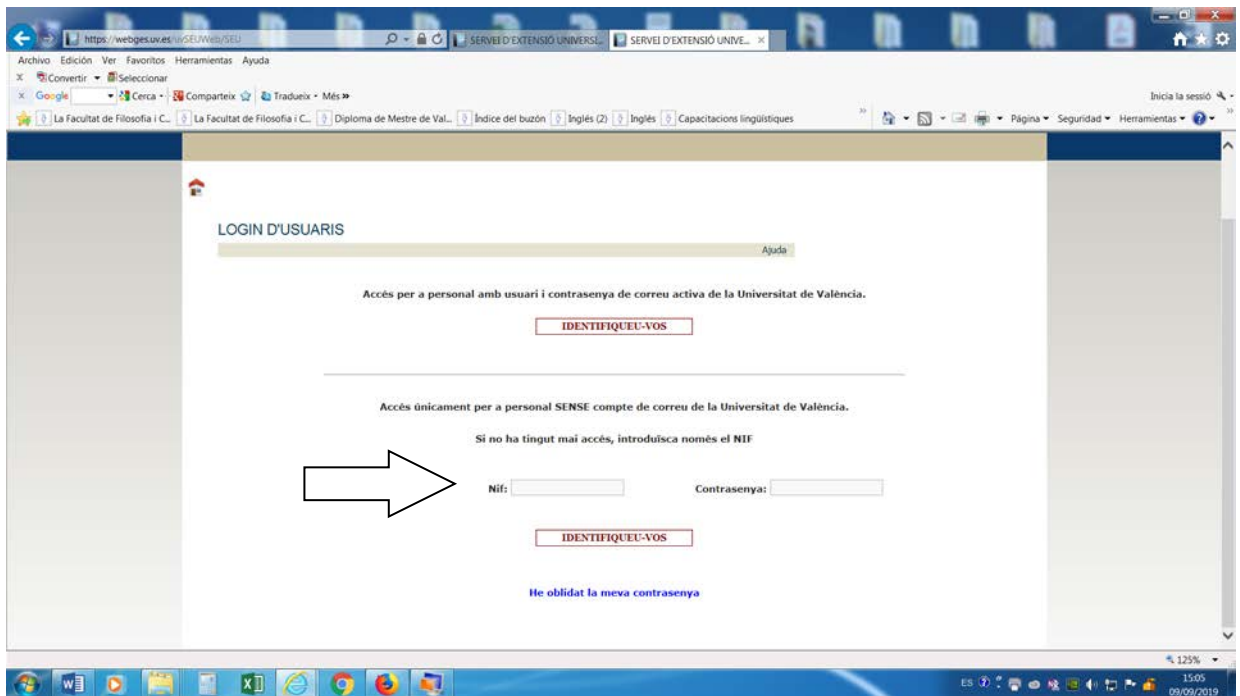 https://webges.uv.es/uvSEUWeb/SEU
SERVEI D'EXTENSIÓ UNIVERSI...
SERVEI D'EXTENSIÓ UNIVE...
Archivo Edición Ver Favoritos Herramientas Ayuda
x Convertir Seleccionar
x Google Cerca Comparteix Tradueix Més »
Inicia la sessió
La Facultat de Filosofia i C... La Facultat de Filosofia i C... Diploma de Mestre de Val... Índice del buzón Inglés (2) Inglés Capacitacions lingüístiques
Página Seguridad Herramientas
LOGIN D'USUARIS
Ajuda
Accés per a personal amb usuari i contrasenya de correu activa de la Universitat de València.
IDENTIFIQUEU-VOS
Accés únicament per a personal SENSE compte de correu de la Universitat de València.
Si no ha tingut mai accés, introduïsca només el NIF
Nif:
Contrasenya:
IDENTIFIQUEU-VOS
He oblidat la meva contrasenya
125%
ES
15:05
09/09/2019